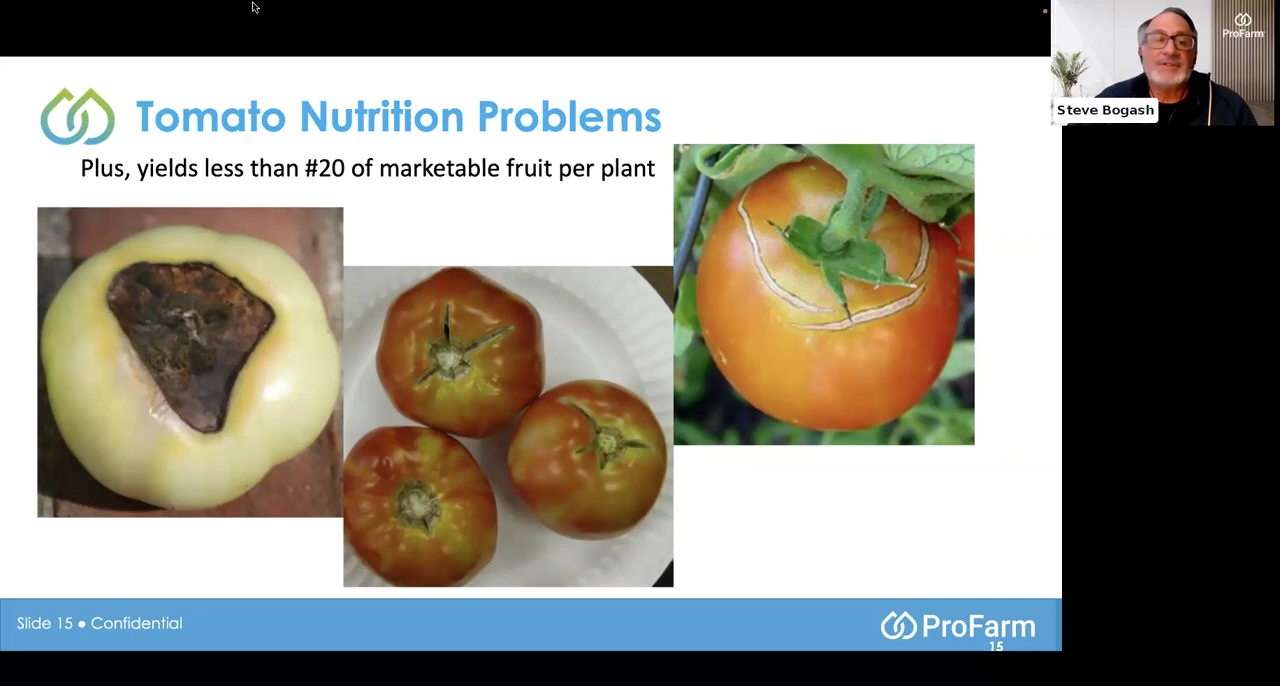 Tomato Nutrition Problems
Plus, yields less than #20 of marketable fruit per plant
Slide 15 ● Confidential
ProFarm
15
ProFarm
Steve Bogash